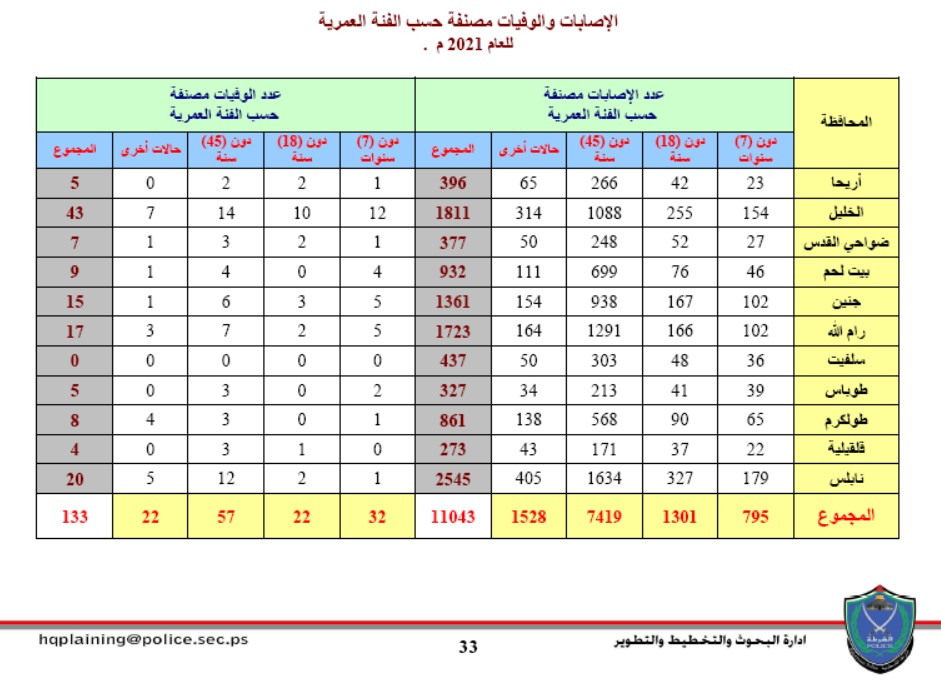 الإصابات والوفيات مصنفة حسب الفئة العمرية
للعام 2021 م .
المحافظة عدد الإصابات مصنفة حسب الفئة العمرية عدد الوفيات مصنفة حسب الفئة العمرية
دون (7) سنوات دون (18) سنة دون (45) سنة حالات أخرى المجموع دون (7) سنوات دون (18) سنة دون (45) سنة حالات أخرى المجموع
أريحا 23 42 266 65 396 1 2 2 0 5
الخليل 154 255 1088 314 1811 12 10 14 7 43
ضواحي القدس 27 52 248 50 377 1 2 3 1 7
بيت لحم 46 76 699 111 932 4 0 4 1 9
جنين 102 167 938 154 1361 5 3 6 1 15
رام الله 102 166 1291 164 1723 5 2 7 3 17
سلفيت 36 48 303 50 437 0 0 0 0 0
طوباس 39 41 213 34 327 2 0 3 0 5
طولكرم 65 90 568 138 861 1 0 3 4 8
قلقيلية 22 37 171 43 273 0 1 3 0 4
نابلس 179 327 1634 405 2545 1 2 12 5 20
المجموع 795 1301 7419 1528 11043 32 22 57 22 133
ادارة البحوث والتخطيط والتطوير
33
hqplaining@police.sec.ps
الشرطة
POLICE